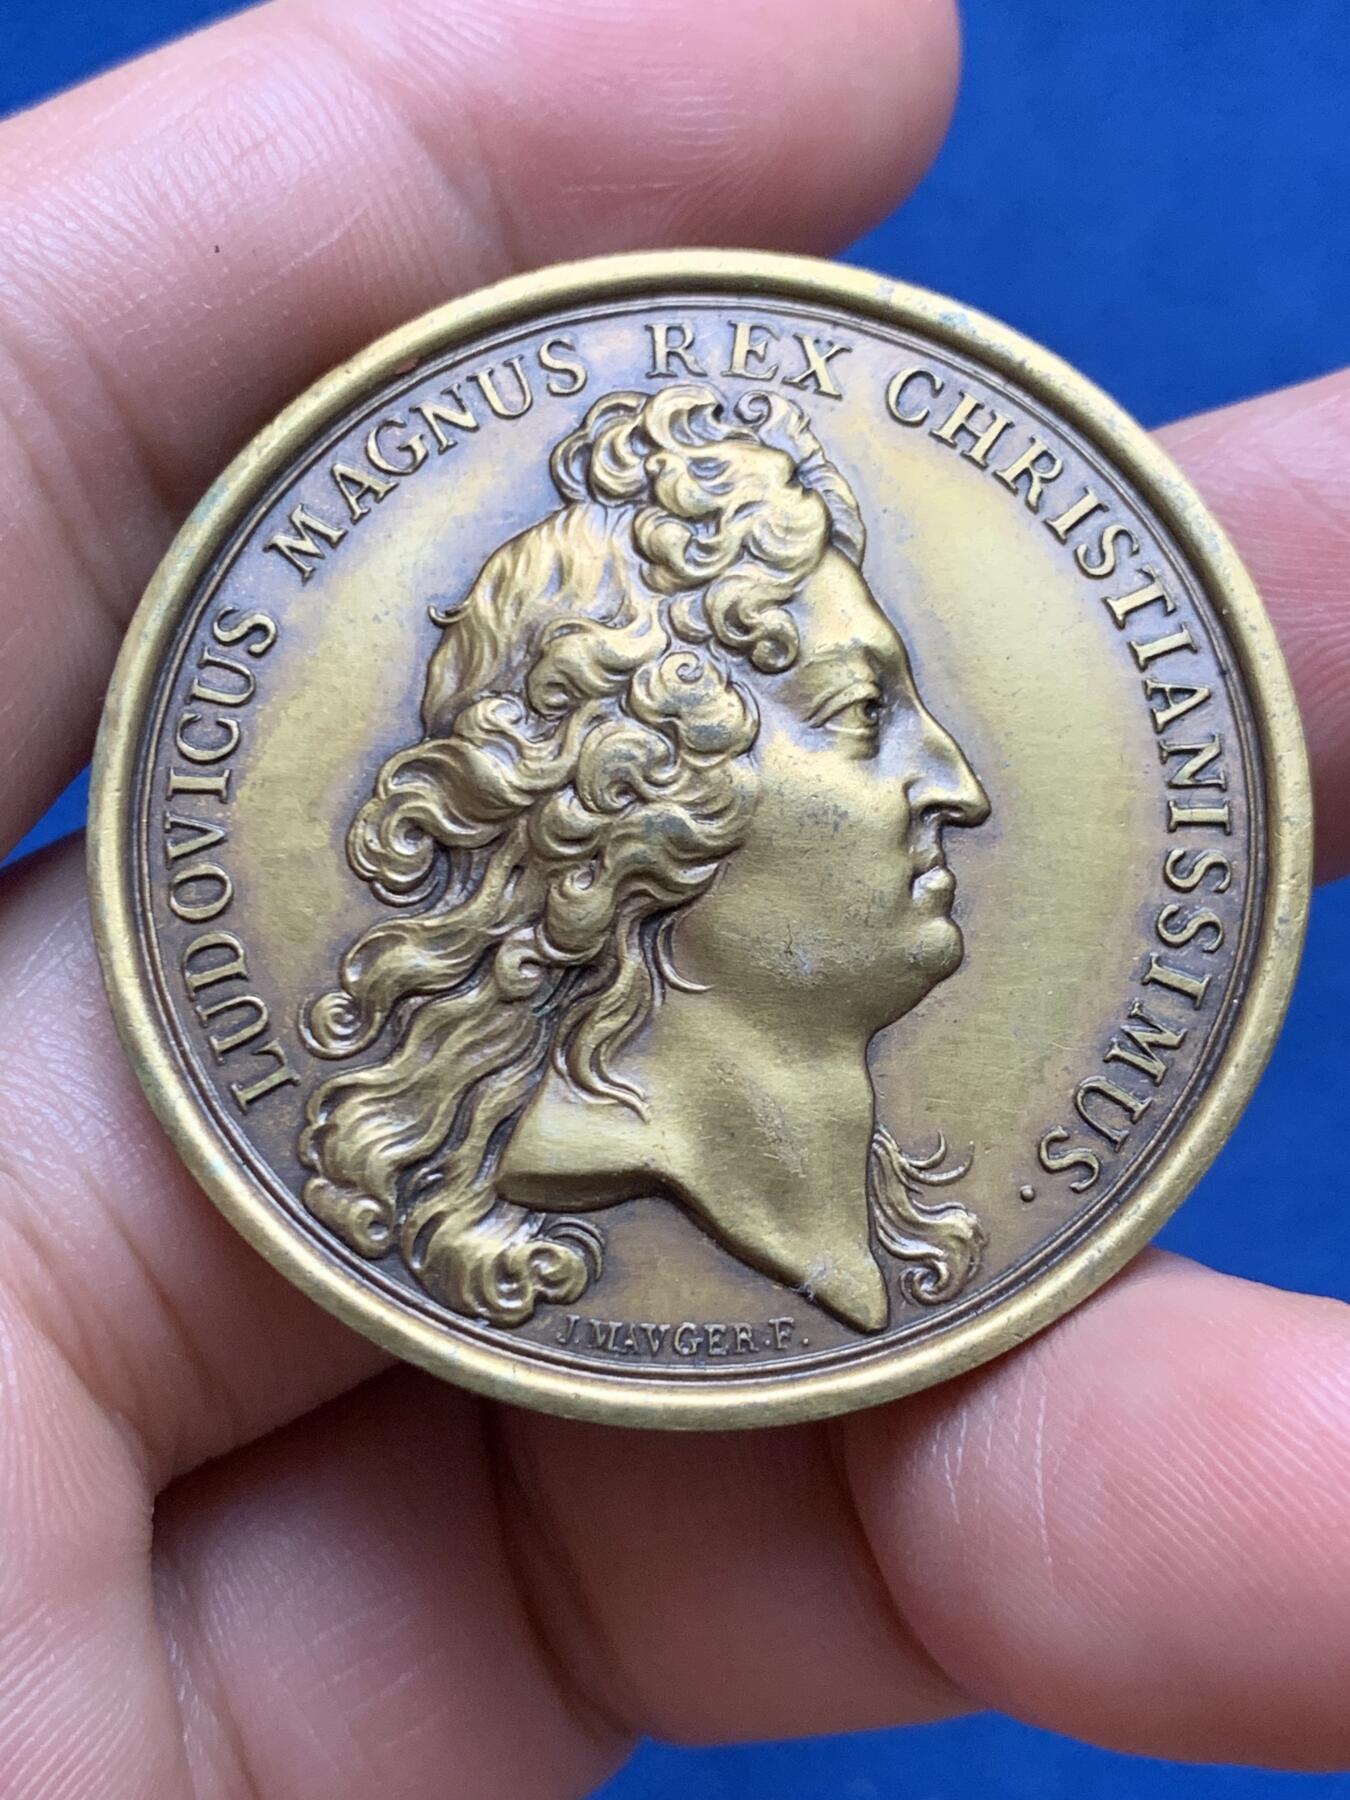 LUDOVICUS MAGNUS REX CHRISTIANISSIMUS.
J. MAVGER. F.